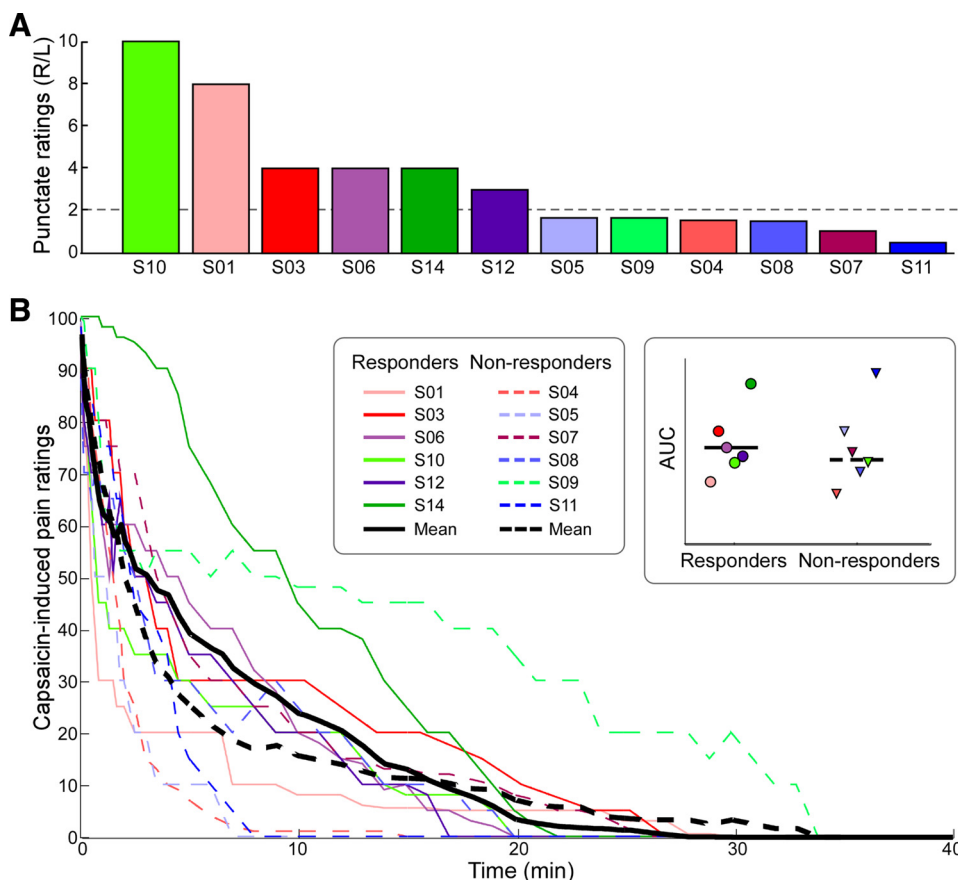 A
Punctate ratings (R/L)
10
8
6
4
2
0
S10 S01 S03 S06 S14 S12 S05 S09 S04 S08 S07 S11
B
Capsaicin-induced pain ratings
100
90
80
70
60
50
40
30
20
10
0
0 10 20 30 40
Time (min)
Responders Non-responders
S01 S04
S03 S05
S06 S07
S10 S08
S12 S09
S14 S11
Mean Mean
AUC
Responders Non-responders